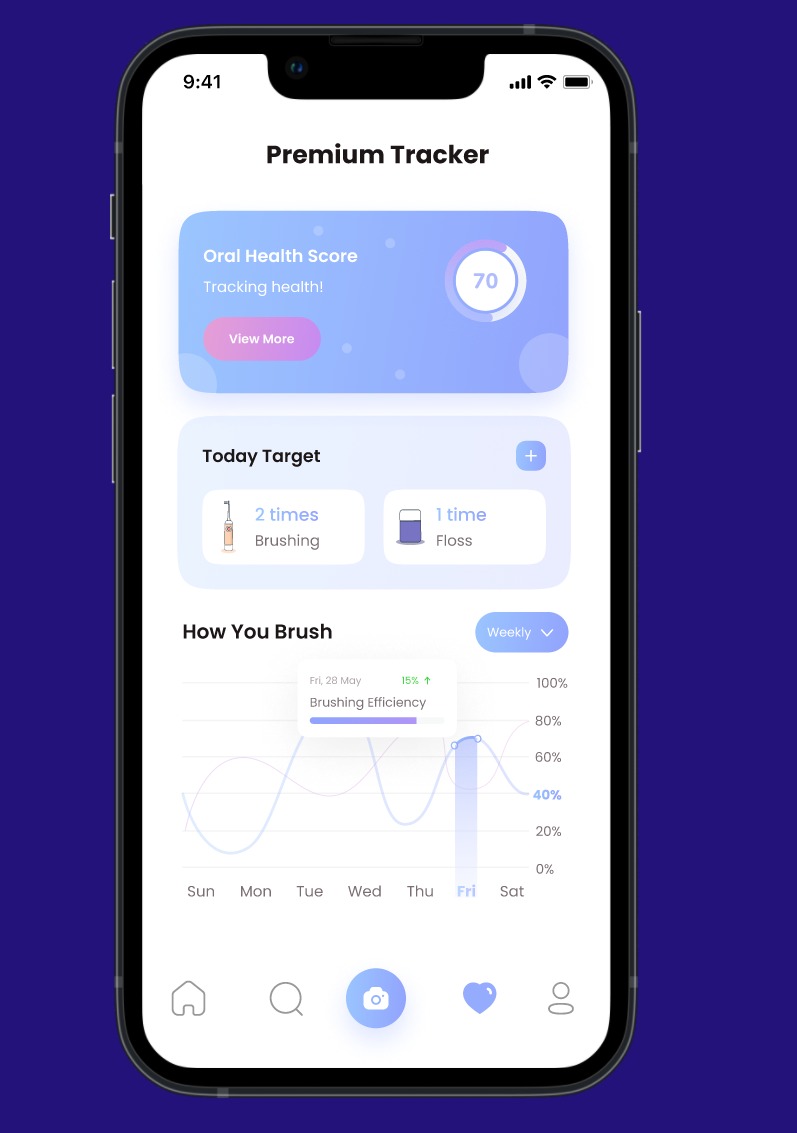 9:41
Premium Tracker
Oral Health Score
Tracking health!
70
View More
Today Target
2 times
Brushing
1 time
Floss
How You Brush
Weekly
Fri, 28 May 15% ↑
Brushing Efficiency
100%
80%
60%
40%
20%
0%
Sun Mon Tue Wed Thu Fri Sat